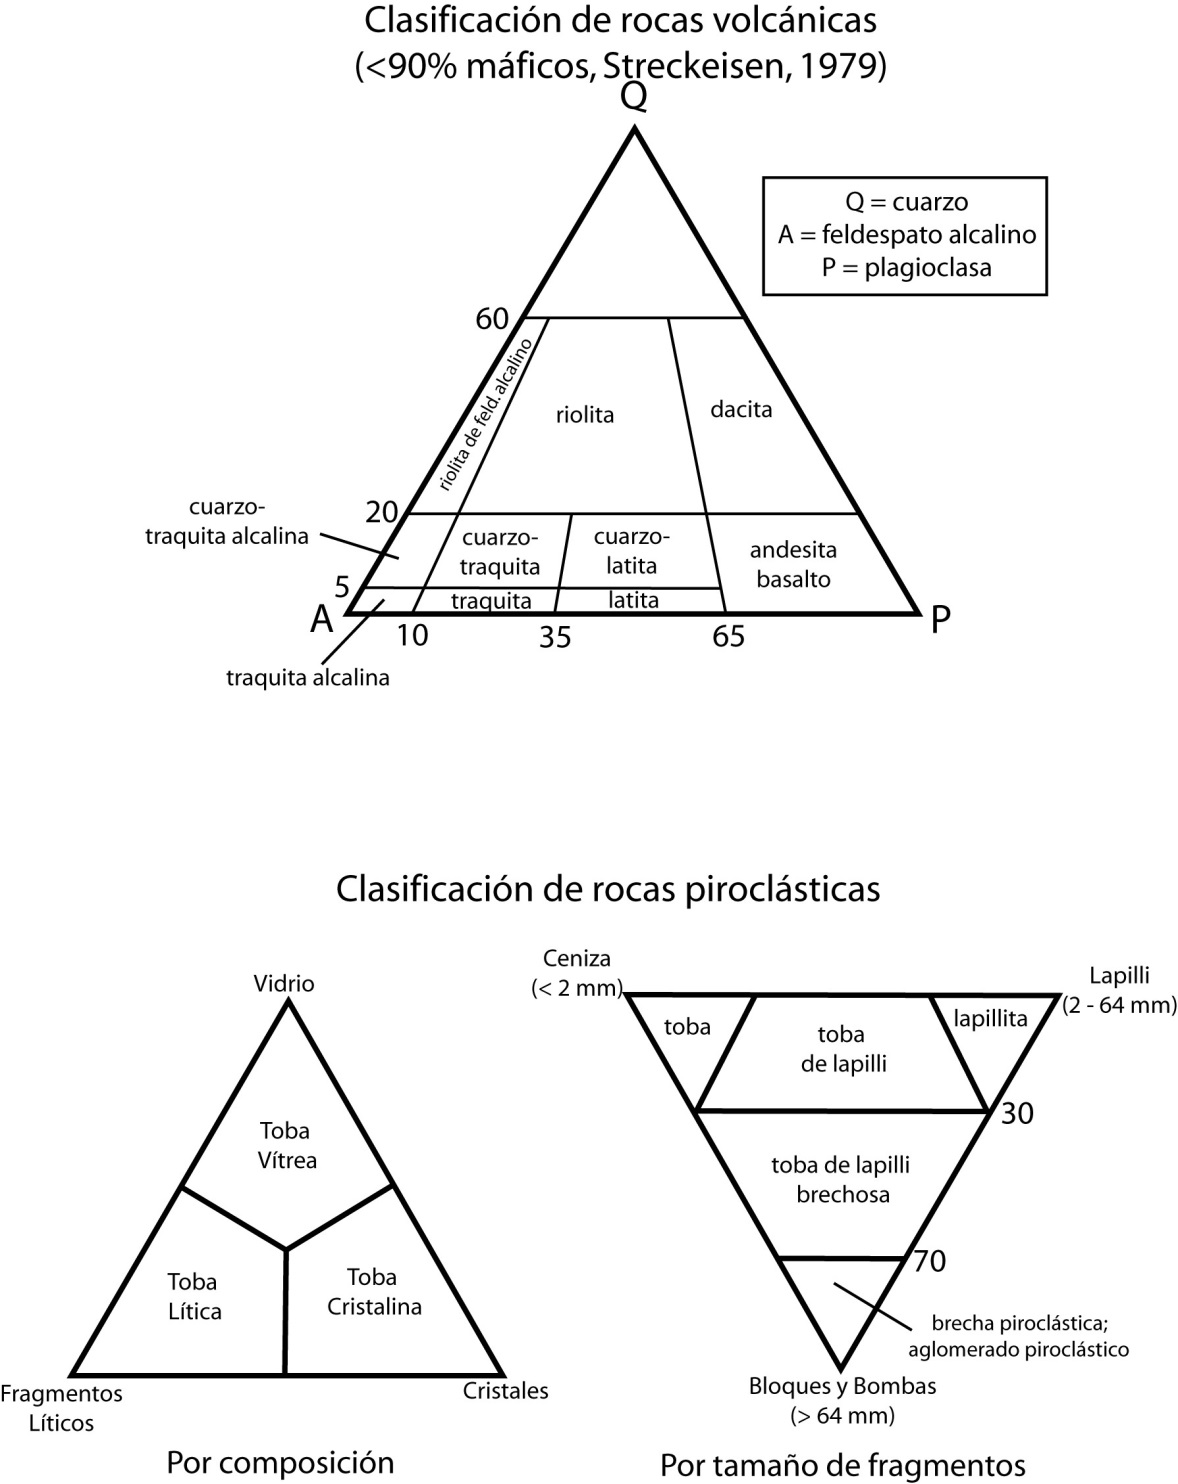 Clasificación de rocas volcánicas
(<90% máficos, Streckeisen, 1979)
Q
Q = cuarzo
A = feldespato alcalino
P = plagioclasa
60
riolita de feld. alcalino
riolita
dacita
20
cuarzo-
traquita alcalina
cuarzo-
traquita
cuarzo-
latita
andesita
basalto
5
traquita
latita
A
P
10
35
65
traquita alcalina
Clasificación de rocas piroclásticas
Vidrio
Toba
Vítrea
Toba
Lítica
Toba
Cristalina
Fragmentos
Líticos
Cristales
Por composición
Ceniza
(< 2 mm)
Lapilli
(2 - 64 mm)
toba
toba
de lapilli
lapillita
30
toba de lapilli
brechosa
70
brecha piroclástica;
aglomerado piroclástico
Bloques y Bombas
(> 64 mm)
Por tamaño de fragmentos